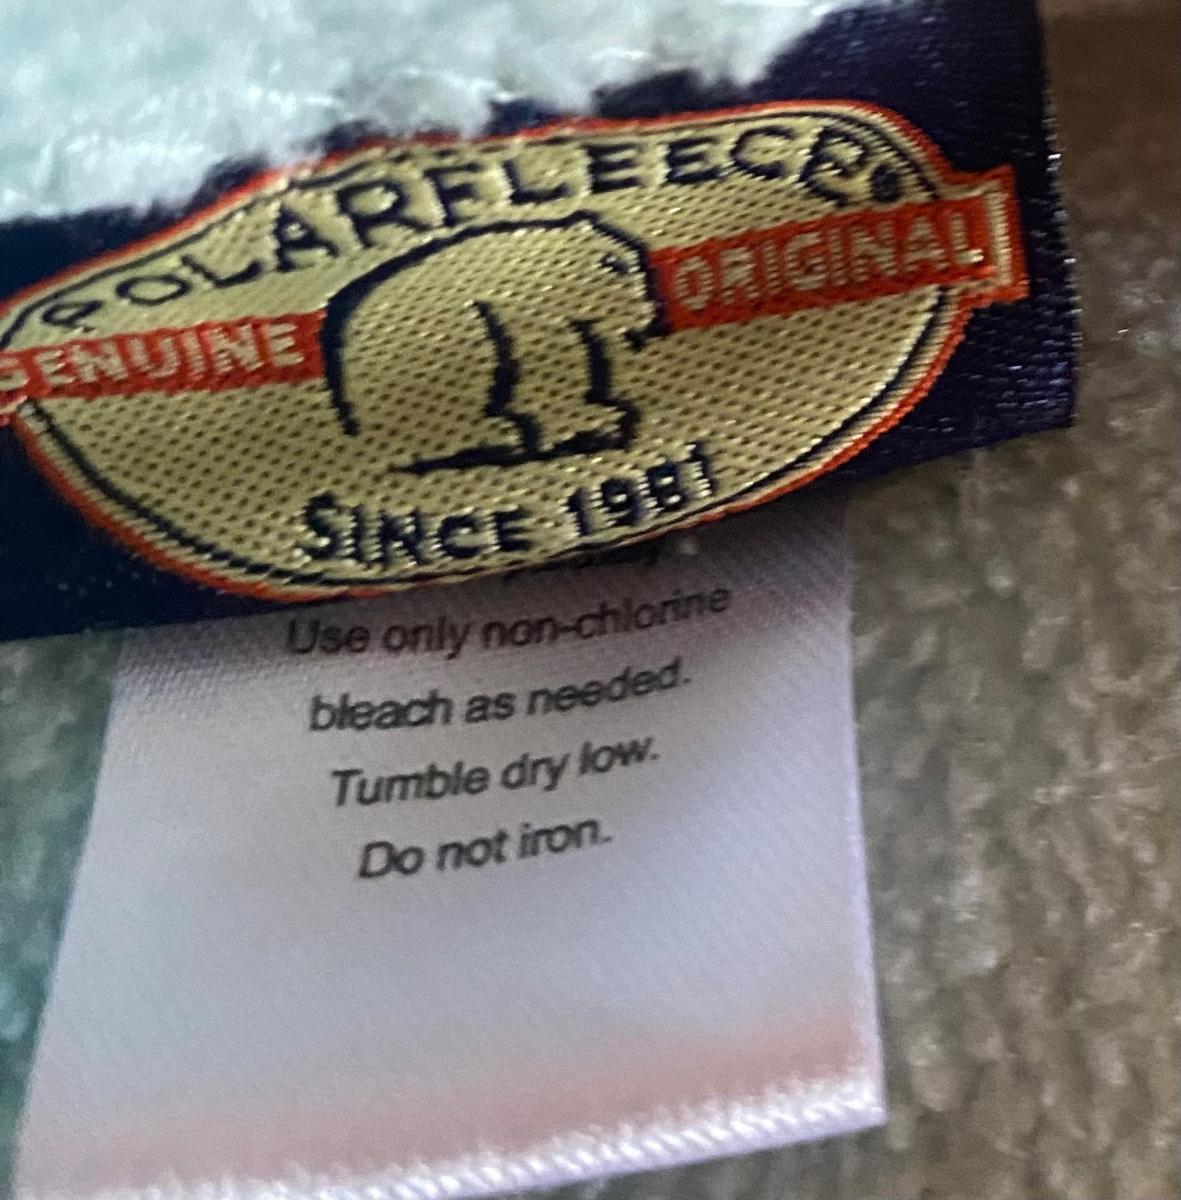 POLARFLEECE®
GENUINE ORIGINAL
SINCE 1981
Use only non-chlorine
bleach as needed.
Tumble dry low.
Do not iron.